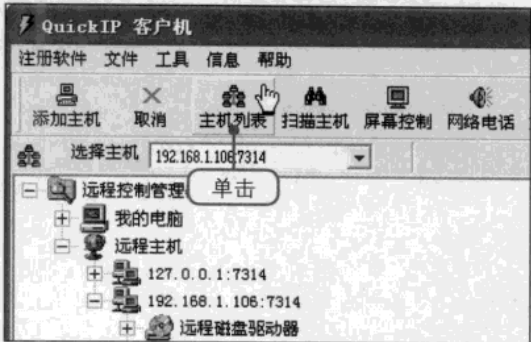 QuickIP 客户机
注册软件 文件 工具 信息 帮助
添加主机 取消 主机列表 扫描主机 屏幕控制 网络电话
选择主机 192.168.1.106:7314
单击
远程控制管理
我的电脑
远程主机
127.0.0.1:7314
192.168.1.106:7314
远程磁盘驱动器